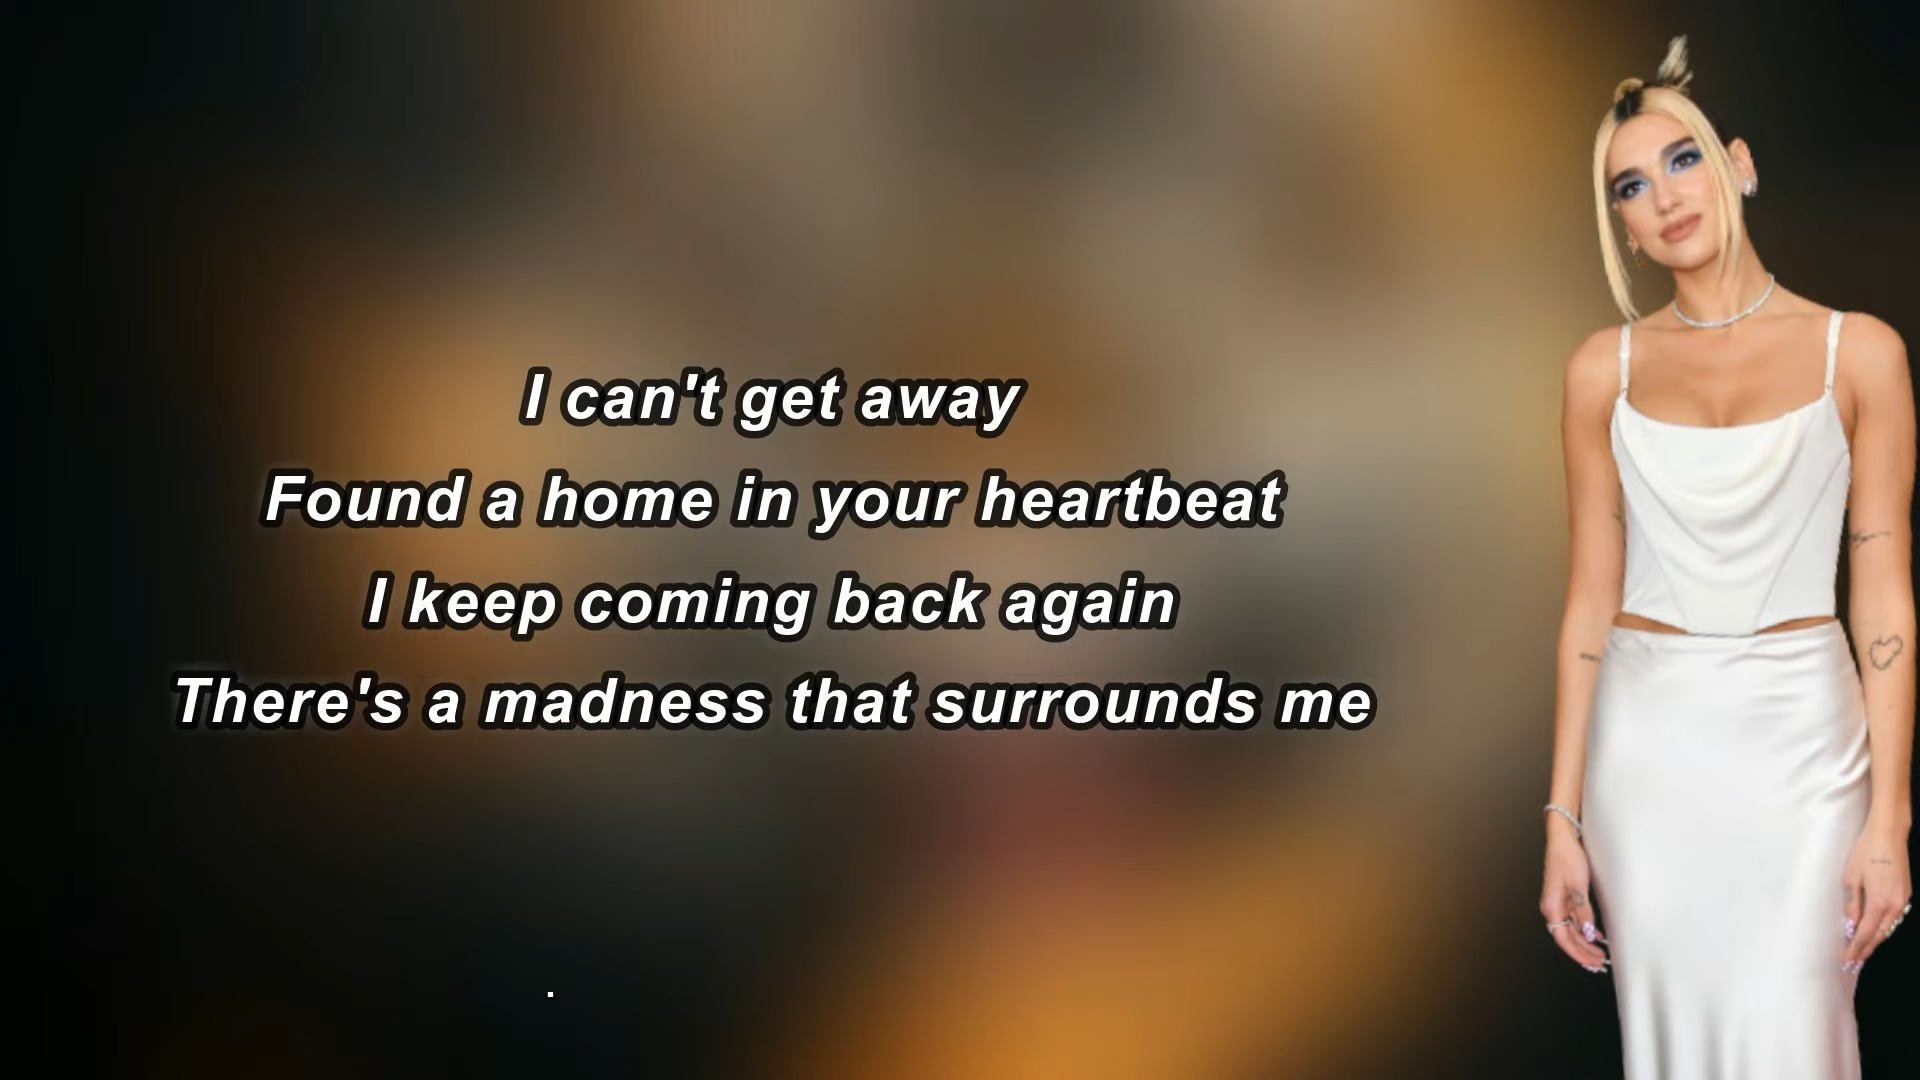 I can't get away
Found a home in your heartbeat
I keep coming back again
There's a madness that surrounds me
.